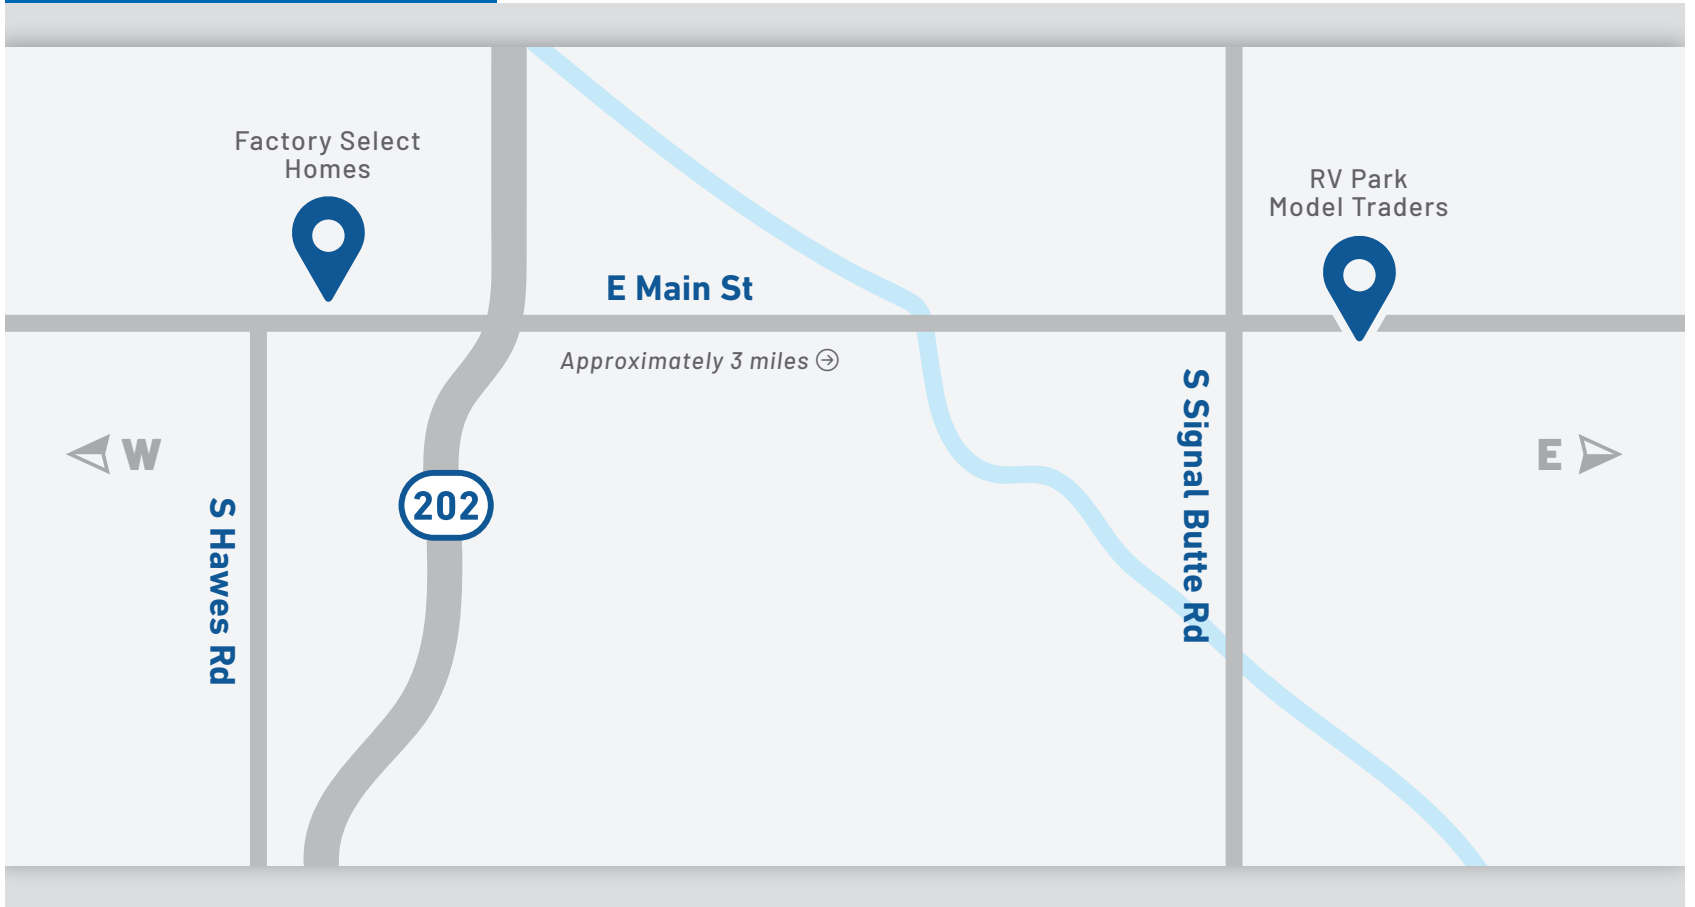 Factory Select
Homes
RV Park
Model Traders
E Main St
Approximately 3 miles
S Signal Butte Rd
W
E
202
S Hawes Rd